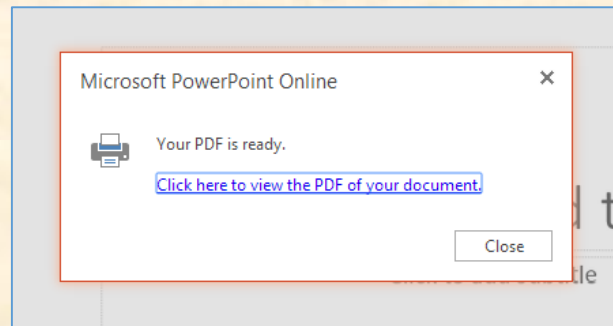 Microsoft PowerPoint Online
Your PDF is ready.
Click here to view the PDF of your document.
Close